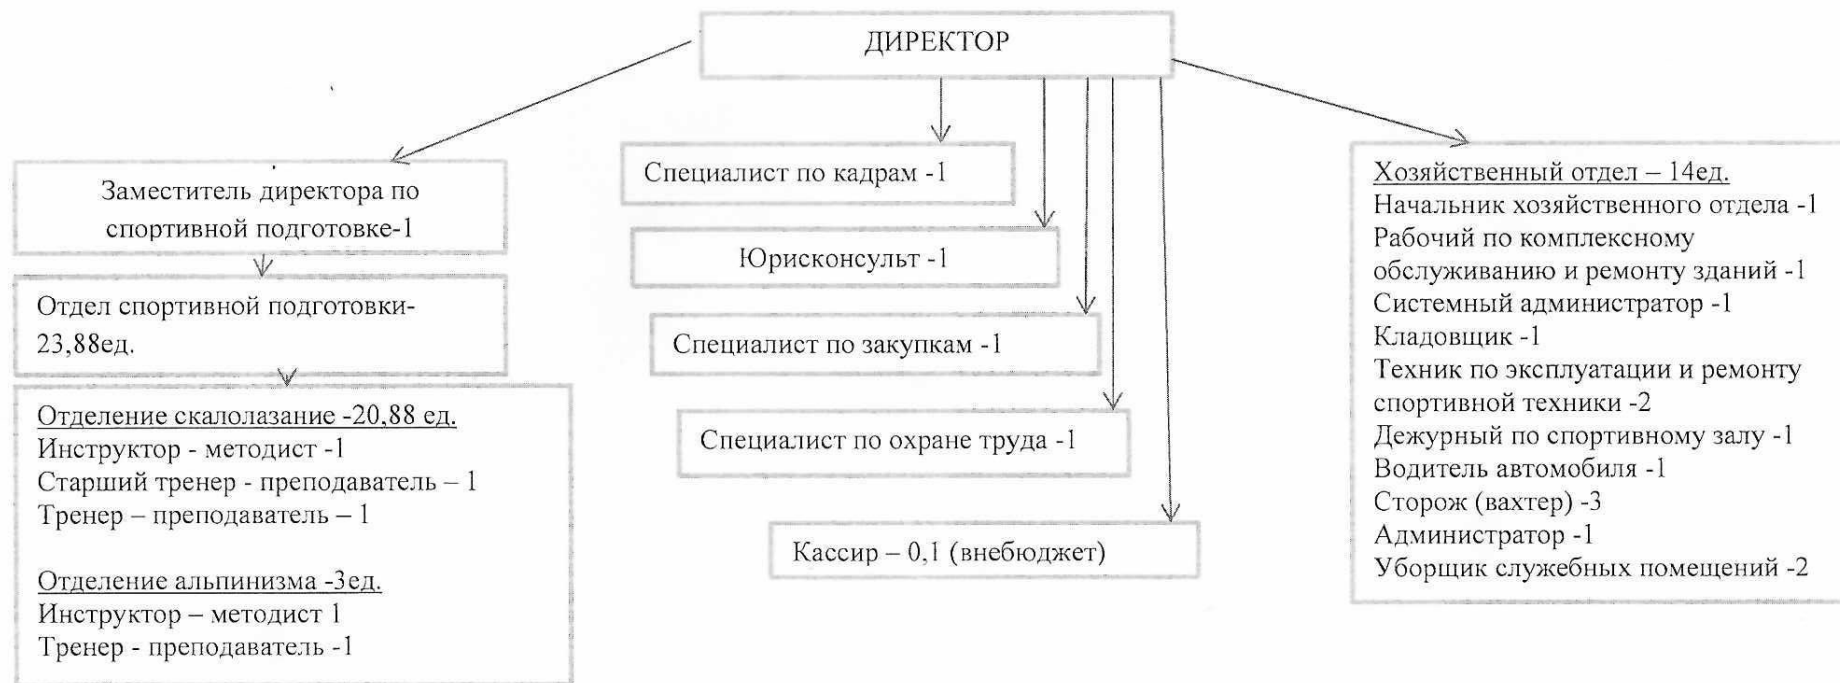 ДИРЕКТОР
Заместитель директора по
спортивной подготовке-1
Отдел спортивной подготовки-
23,88ед.
Отделение скалолазание -20,88 ед.
Инструктор - методист -1
Старший тренер - преподаватель – 1
Тренер – преподаватель – 1
Отделение альпинизма -3ед.
Инструктор – методист 1
Тренер - преподаватель -1
Специалист по кадрам -1
Юрисконсульт -1
Специалист по закупкам -1
Специалист по охране труда -1
Кассир – 0,1 (внебюджет)
Хозяйственный отдел – 14ед.
Начальник хозяйственного отдела -1
Рабочий по комплексному
обслуживанию и ремонту зданий -1
Системный администратор -1
Кладовщик -1
Техник по эксплуатации и ремонту
спортивной техники -2
Дежурный по спортивному залу -1
Водитель автомобиля -1
Сторож (вахтер) -3
Администратор -1
Уборщик служебных помещений -2